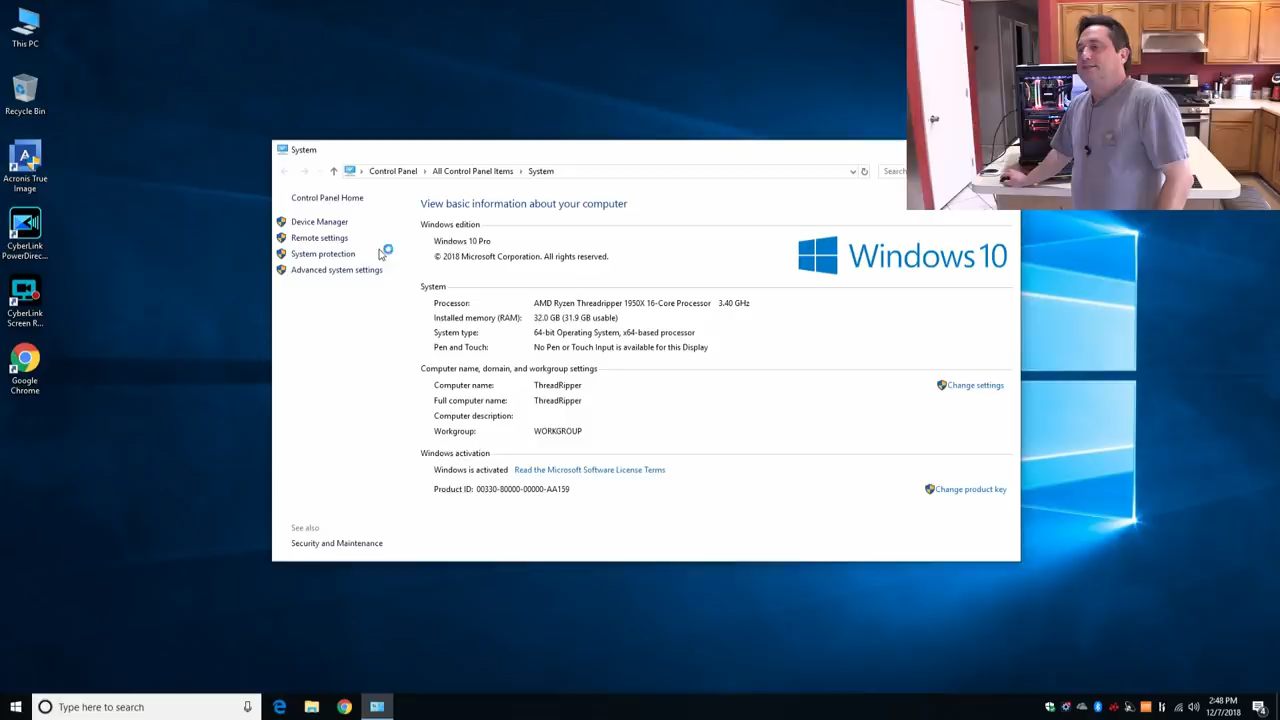 This PC
Recycle Bin
Acronis True
Image
CyberLink
PowerDirec...
CyberLink
Screen R...
Google
Chrome
System
Control Panel > All Control Panel Items > System
Search
Control Panel Home
Device Manager
Remote settings
System protection
Advanced system settings
See also
Security and Maintenance
View basic information about your computer
Windows edition
Windows 10 Pro
© 2018 Microsoft Corporation. All rights reserved.
Windows 10
System
Processor: AMD Ryzen Threadripper 1950X 16-Core Processor 3.40 GHz
Installed memory (RAM): 32.0 GB (31.9 GB usable)
System type: 64-bit Operating System, x64-based processor
Pen and Touch: No Pen or Touch Input is available for this Display
Computer name, domain, and workgroup settings
Computer name: ThreadRipper Change settings
Full computer name: ThreadRipper
Computer description:
Workgroup: WORKGROUP
Windows activation
Windows is activated Read the Microsoft Software License Terms
Product ID: 00330-80000-00000-AA159 Change product key
Type here to search
2:48 PM
12/7/2018
4